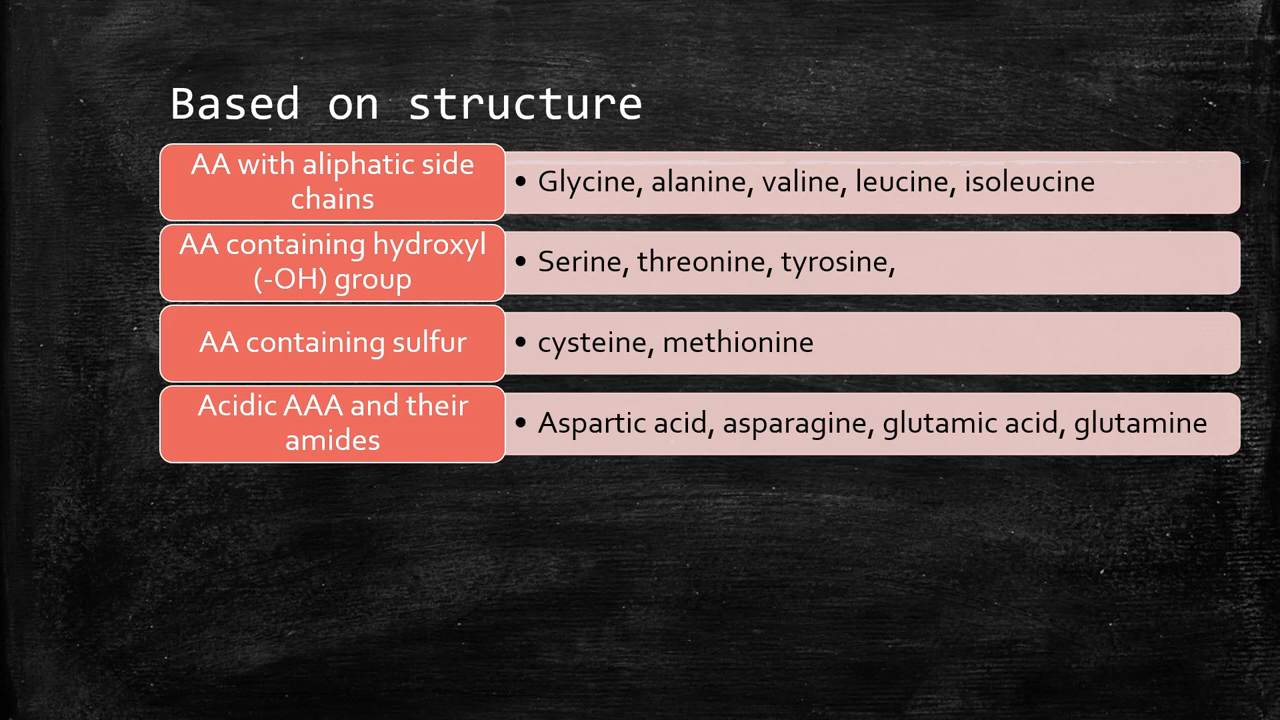 Based on structure
AA with aliphatic side
chains
• Glycine, alanine, valine, leucine, isoleucine
AA containing hydroxyl
(-OH) group
• Serine, threonine, tyrosine,
AA containing sulfur
• cysteine, methionine
Acidic AAA and their
amides
• Aspartic acid, asparagine, glutamic acid, glutamine